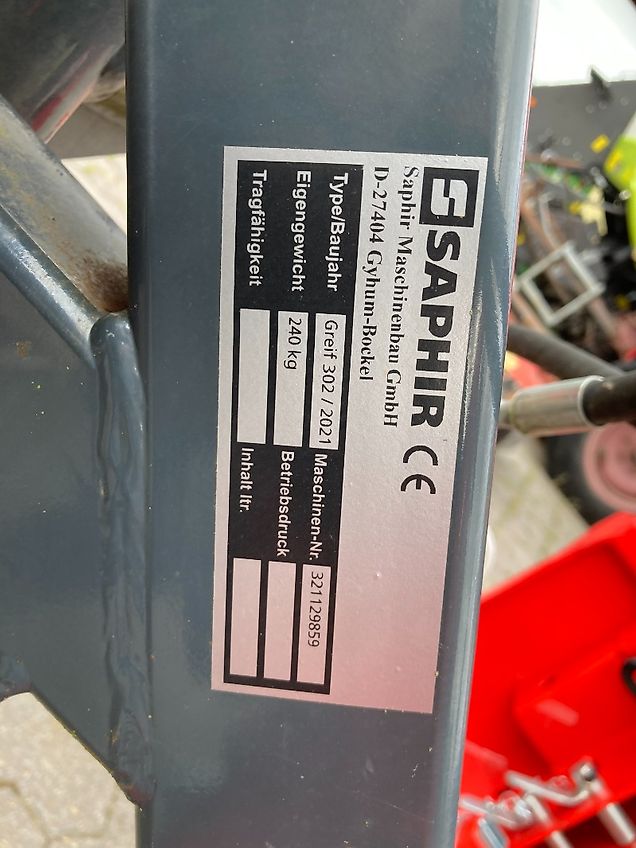 SAPHIR CE
Saphir Maschinenbau GmbH
D-27404 Gyhum-Bockel
Type/Baujahr Greif 302 / 2021 Maschinen-Nr. 321129859
Eigengewicht 240 kg Betriebsdruck
Tragfähigkeit Inhalt ltr.